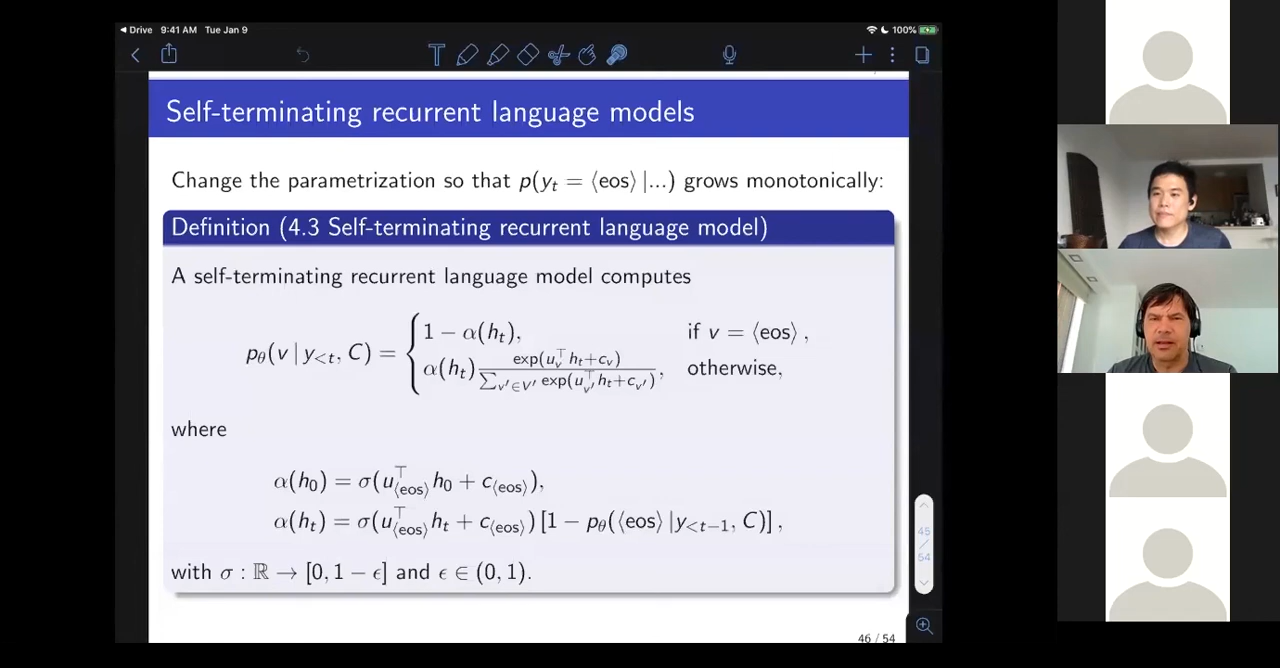 Drive 9:41 AM Tue Jan 9 100%
Self-terminating recurrent language models
Change the parametrization so that p(y_t = ⟨eos⟩ |...) grows monotonically:
Definition (4.3 Self-terminating recurrent language model)
A self-terminating recurrent language model computes
p_θ(v | y_{<t}, C) = { 1 − α(h_t), if v = ⟨eos⟩ ,
α(h_t) exp(u_v^⊤ h_t + c_v) / ∑_{v′∈V′} exp(u_{v′}^⊤ h_t + c_{v′}) , otherwise,
where
α(h_0) = σ(u_{⟨eos⟩}^⊤ h_0 + c_{⟨eos⟩}),
α(h_t) = σ(u_{⟨eos⟩}^⊤ h_t + c_{⟨eos⟩}) [1 − p_θ(⟨eos⟩ |y_{<t−1}, C)] ,
with σ : ℝ → [0, 1 − ϵ] and ϵ ∈ (0, 1).
45
/
54
46 / 54